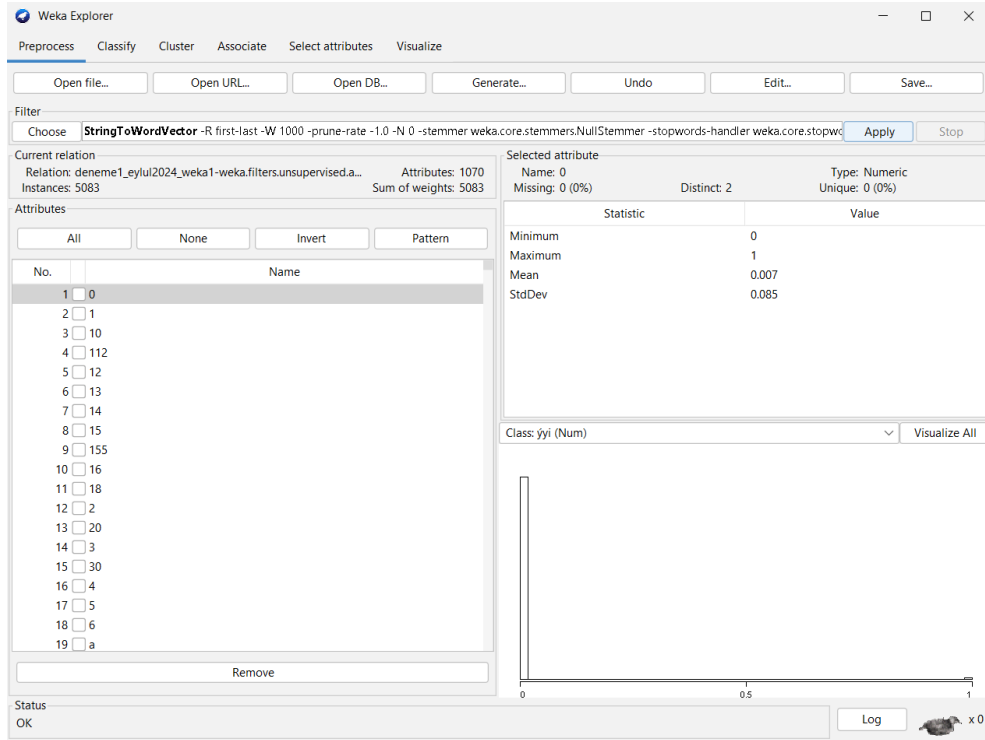 Weka Explorer
Preprocess Classify Cluster Associate Select attributes Visualize
Open file... Open URL... Open DB... Generate... Undo Edit... Save...
Filter
Choose StringToWordVector -R first-last -W 1000 -prune-rate -1.0 -N 0 -stemmer weka.core.stemmers.NullStemmer -stopwords-handler weka.core.stopwo Apply Stop
Current relation
Relation: deneme1_eylul2024_weka1-weka.filters.unsupervised.a... Attributes: 1070
Instances: 5083 Sum of weights: 5083
Attributes
All None Invert Pattern
No. Name
1 0
2 1
3 10
4 112
5 12
6 13
7 14
8 15
9 155
10 16
11 18
12 2
13 20
14 3
15 30
16 4
17 5
18 6
19 a
Remove
Selected attribute
Name: 0 Type: Numeric
Missing: 0 (0%) Distinct: 2 Unique: 0 (0%)
Statistic Value
Minimum 0
Maximum 1
Mean 0.007
StdDev 0.085
Class: ýyi (Num) Visualize All
0 0.5 1
Status
OK
Log x 0